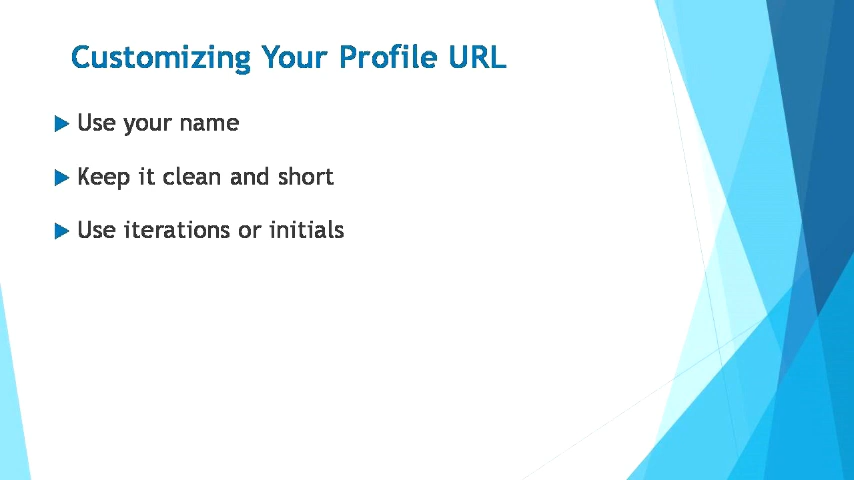 Customizing Your Profile URL
Use your name
Keep it clean and short
Use iterations or initials